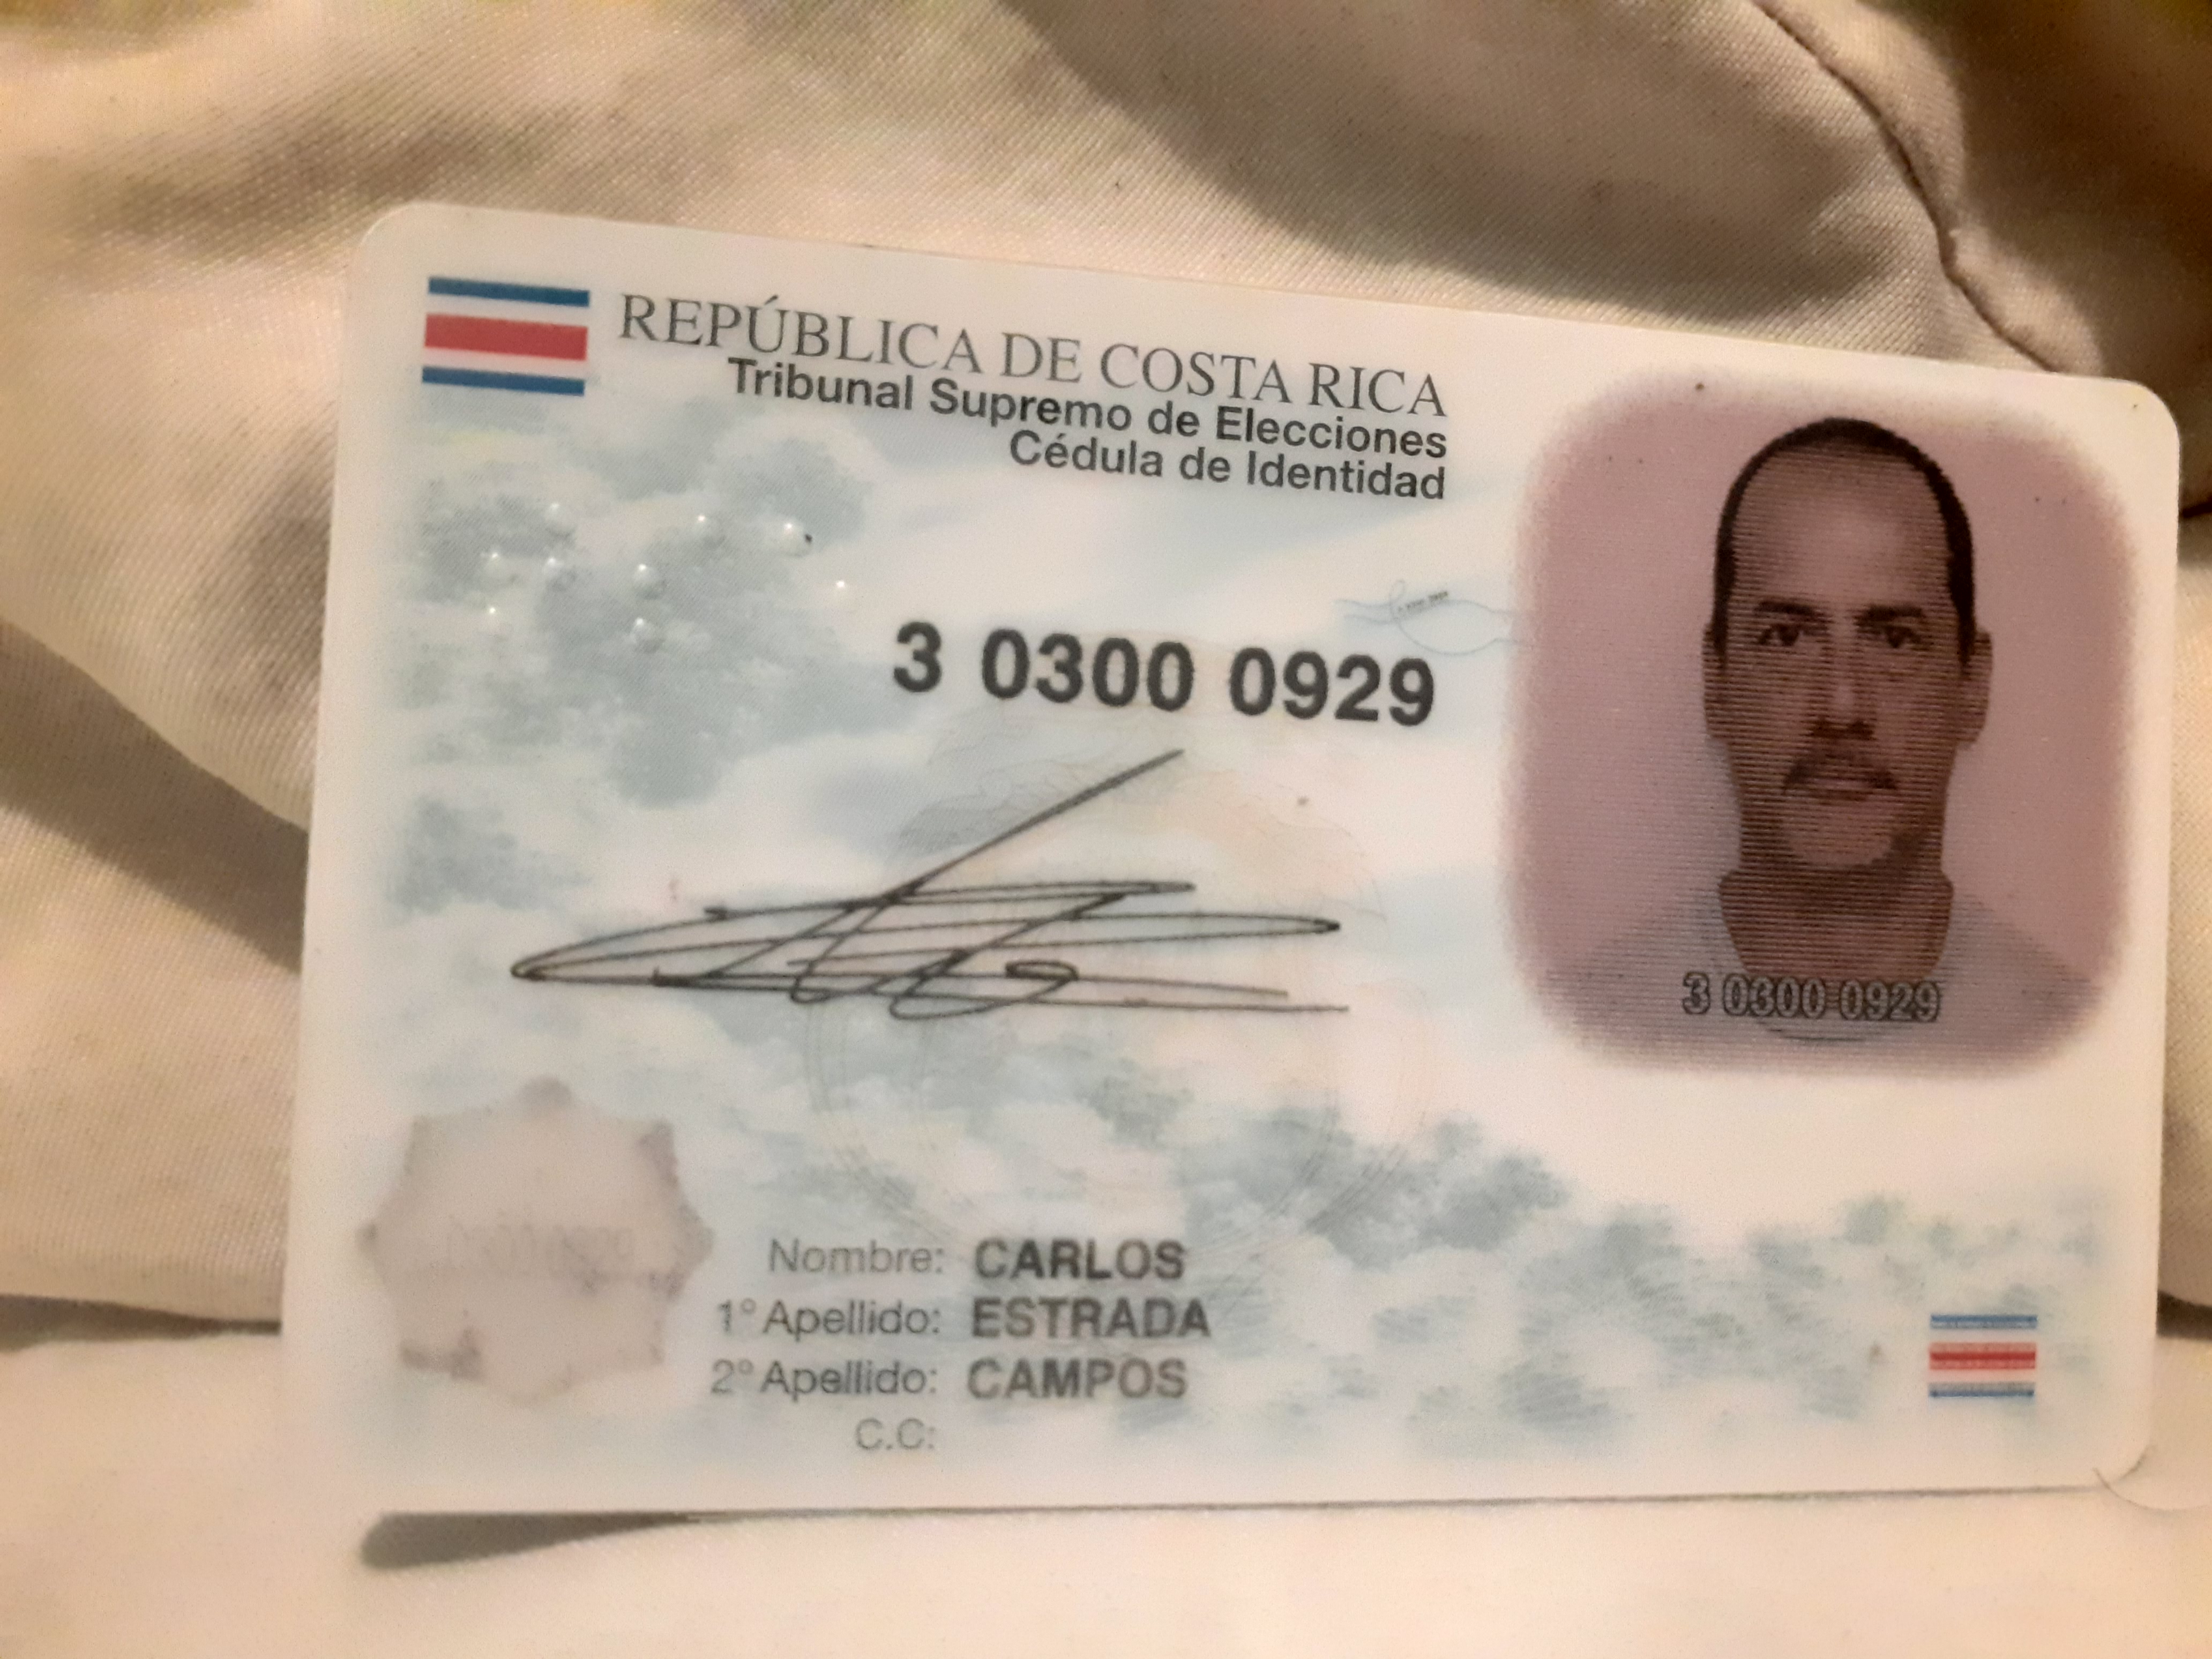 REPÚBLICA DE COSTA RICA
Tribunal Supremo de Elecciones
Cédula de Identidad
3 0300 0929
3 0300 0929
Nombre: CARLOS
1° Apellido: ESTRADA
2° Apellido: CAMPOS
C.C: